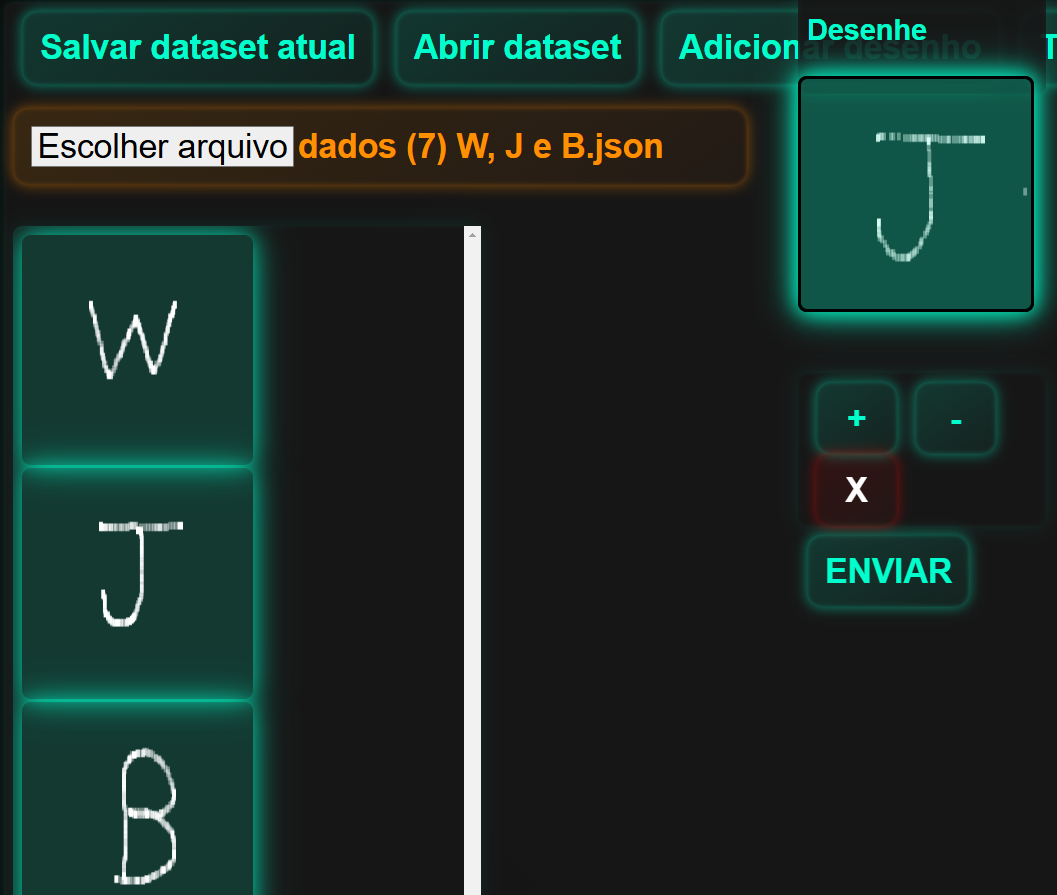 Salvar dataset atual Abrir dataset Adicionar desenho T
Desenhe
Escolher arquivo dados (7) W, J e B.json
J
W
+ -
X
J
ENVIAR
B